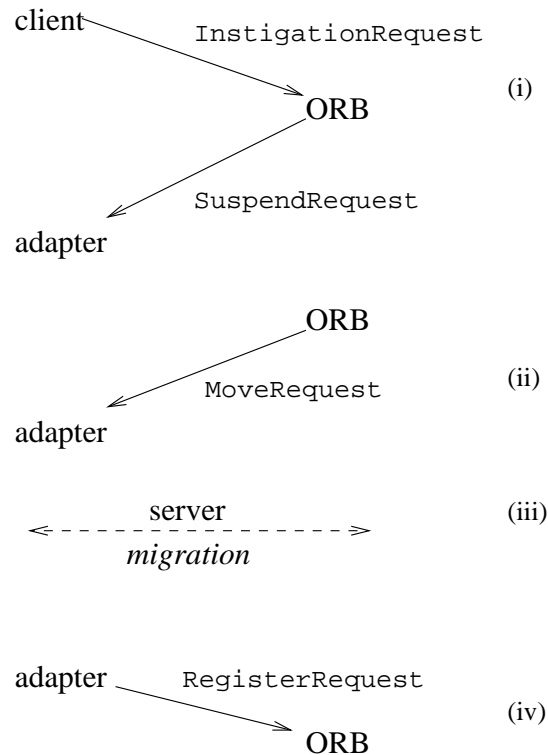 client
InstigationRequest
(i)
ORB
SuspendRequest
adapter
ORB
(ii)
MoveRequest
adapter
(iii)
server
migration
adapter
RegisterRequest
(iv)
ORB